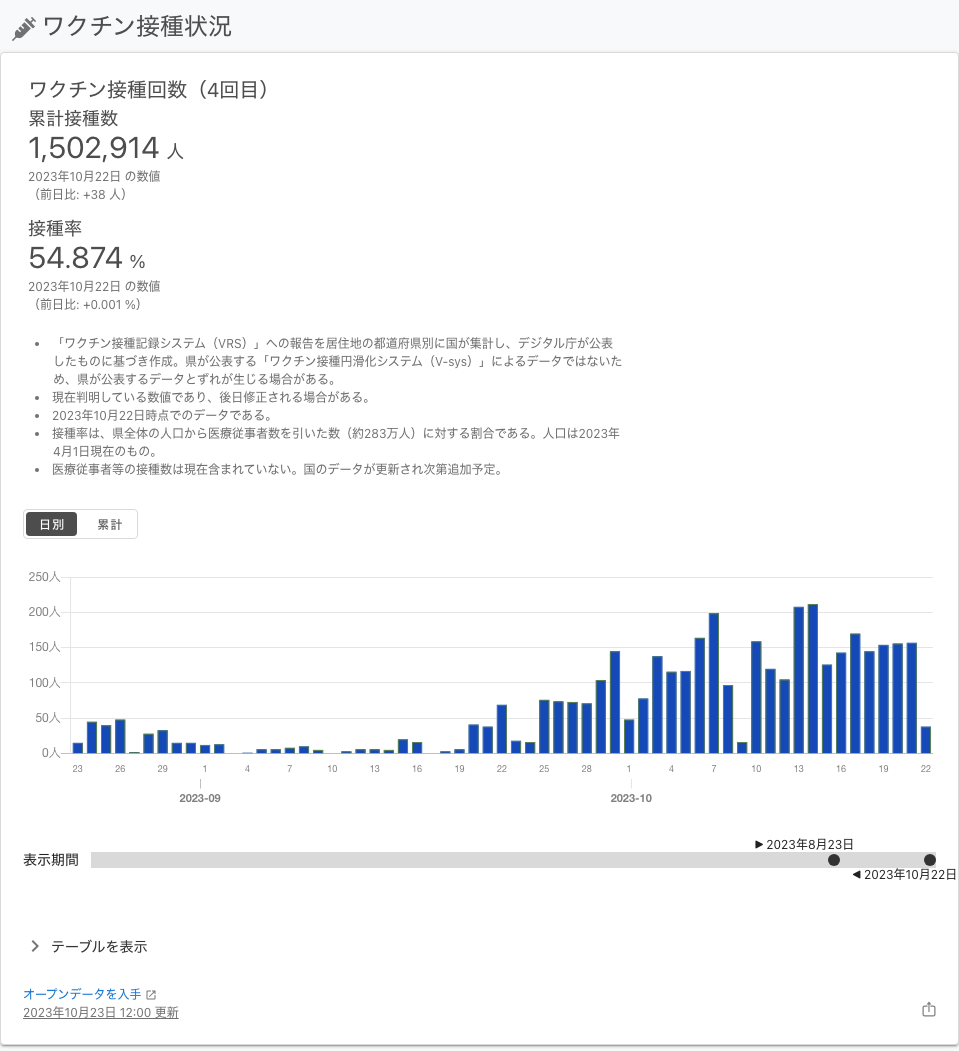 ワクチン接種状況
ワクチン接種回数（4回目）
累計接種数
1,502,914 人
2023年10月22日 の数値
（前日比: +38 人）
接種率
54.874 %
2023年10月22日 の数値
（前日比: +0.001 %）
• 「ワクチン接種記録システム（VRS）」への報告を居住地の都道府県別に国が集計し、デジタル庁が公表
したものに基づき作成。県が公表する「ワクチン接種円滑化システム（V-sys）」によるデータではないた
め、県が公表するデータとずれが生じる場合がある。
• 現在判明している数値であり、後日修正される場合がある。
• 2023年10月22日時点でのデータである。
• 接種率は、県全体の人口から医療従事者数を引いた数（約283万人）に対する割合である。人口は2023年
4月1日現在のもの。
• 医療従事者等の接種数は現在含まれていない。国のデータが更新され次第追加予定。
日別 累計
250人
200人
150人
100人
50人
0人
23 26 29 1 4 7 10 13 16 19 22 25 28 1 4 7 10 13 16 19 22
2023-09 2023-10
▶ 2023年8月23日
表示期間
◀ 2023年10月22日
テーブルを表示
オープンデータを入手
2023年10月23日 12:00 更新